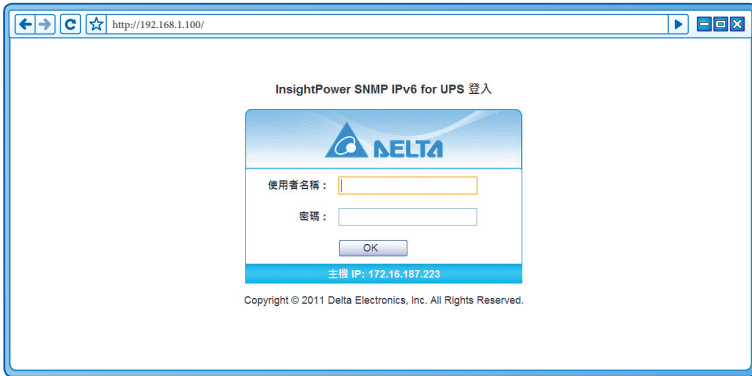 http://192.168.1.100/
InsightPower SNMP IPv6 for UPS 登入
DELTA
使用者名稱：
密碼：
OK
主機 IP: 172.16.187.223
Copyright © 2011 Delta Electronics, Inc. All Rights Reserved.